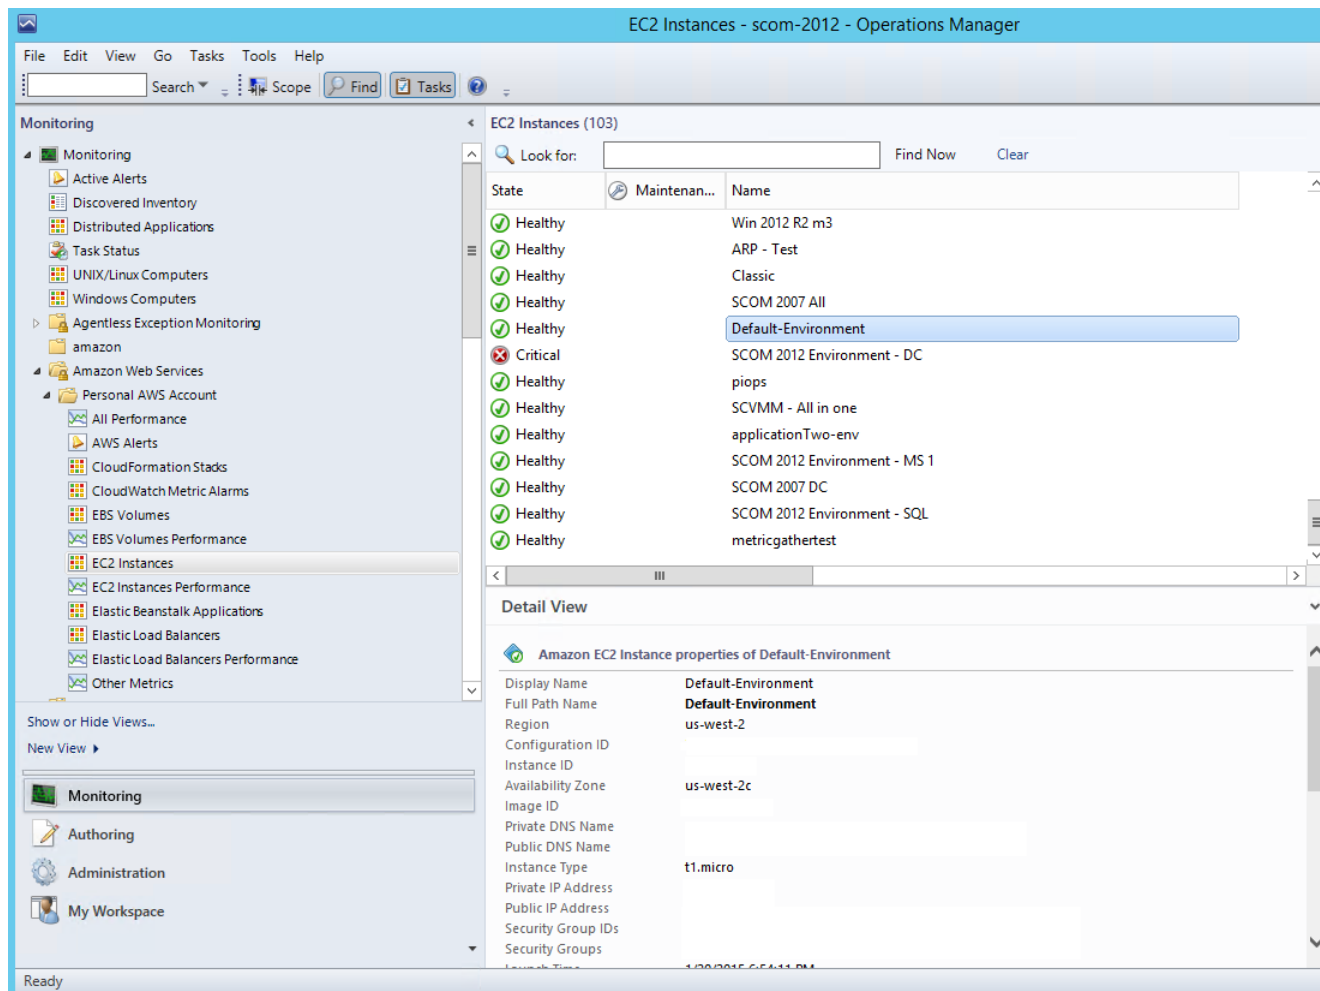 EC2 Instances - scom-2012 - Operations Manager
File Edit View Go Tasks Tools Help
Search Scope Find Tasks
Monitoring
Monitoring
Active Alerts
Discovered Inventory
Distributed Applications
Task Status
UNIX/Linux Computers
Windows Computers
Agentless Exception Monitoring
amazon
Amazon Web Services
Personal AWS Account
All Performance
AWS Alerts
CloudFormation Stacks
CloudWatch Metric Alarms
EBS Volumes
EBS Volumes Performance
EC2 Instances
EC2 Instances Performance
Elastic Beanstalk Applications
Elastic Load Balancers
Elastic Load Balancers Performance
Other Metrics
Show or Hide Views...
New View
Monitoring
Authoring
Administration
My Workspace
EC2 Instances (103)
Look for: Find Now Clear
State Maintenan... Name
Healthy Win 2012 R2 m3
Healthy ARP - Test
Healthy Classic
Healthy SCOM 2007 All
Healthy Default-Environment
Critical SCOM 2012 Environment - DC
Healthy piops
Healthy SCVMM - All in one
Healthy applicationTwo-env
Healthy SCOM 2012 Environment - MS 1
Healthy SCOM 2007 DC
Healthy SCOM 2012 Environment - SQL
Healthy metricgathertest
Detail View
Amazon EC2 Instance properties of Default-Environment
Display Name Default-Environment
Full Path Name Default-Environment
Region us-west-2
Configuration ID
Instance ID
Availability Zone us-west-2c
Image ID
Private DNS Name
Public DNS Name
Instance Type t1.micro
Private IP Address
Public IP Address
Security Group IDs
Security Groups
Launch Time
Ready